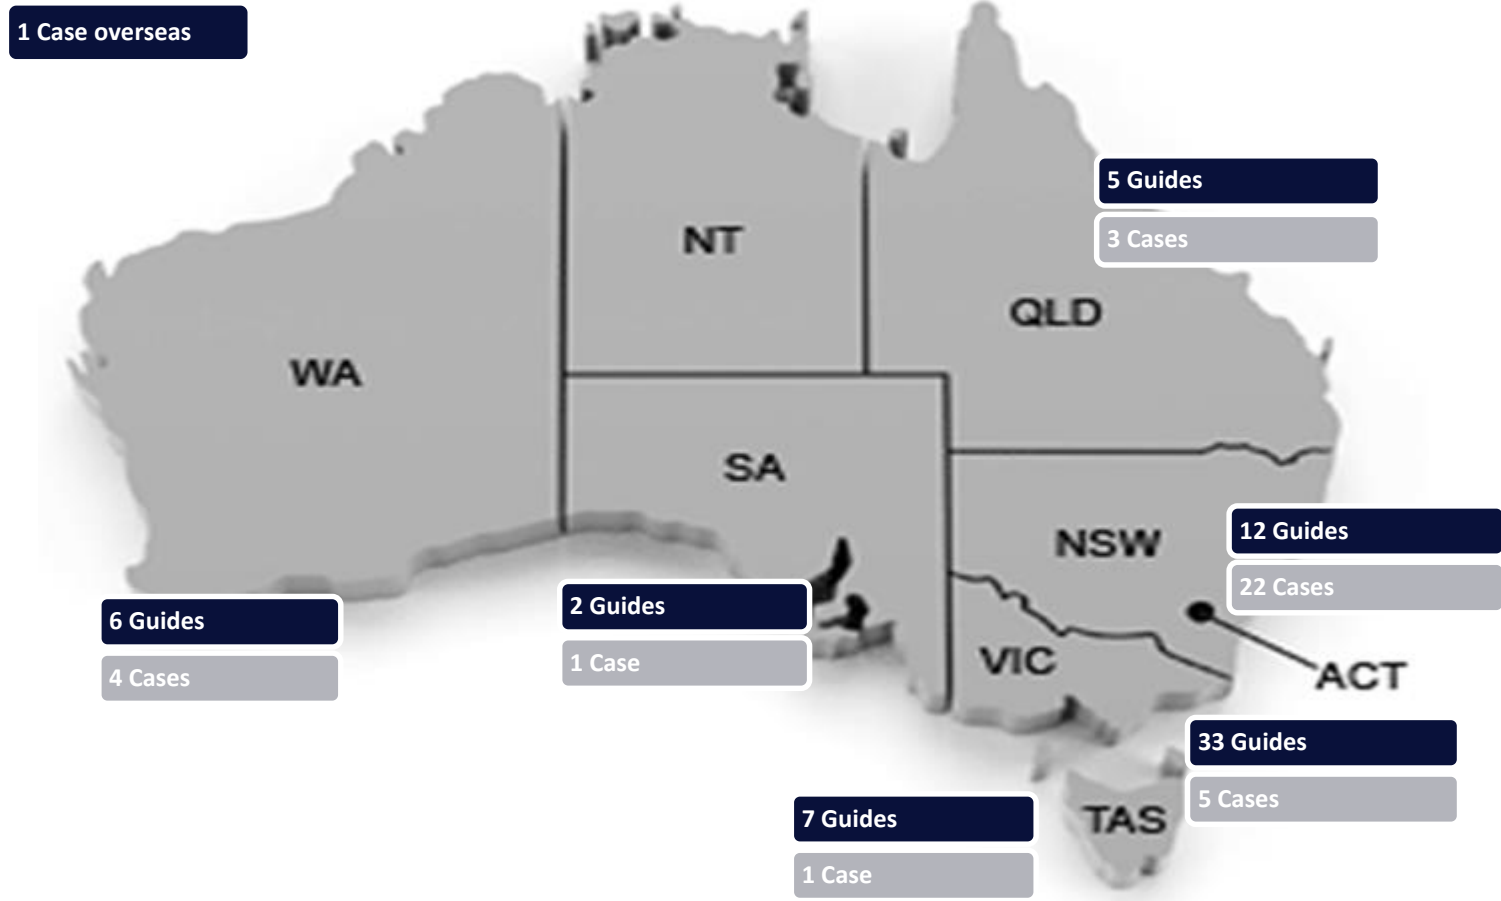 1 Case overseas
5 Guides
3 Cases
NT
QLD
WA
SA
NSW
12 Guides
22 Cases
6 Guides
4 Cases
2 Guides
1 Case
VIC
ACT
33 Guides
5 Cases
7 Guides
1 Case
TAS